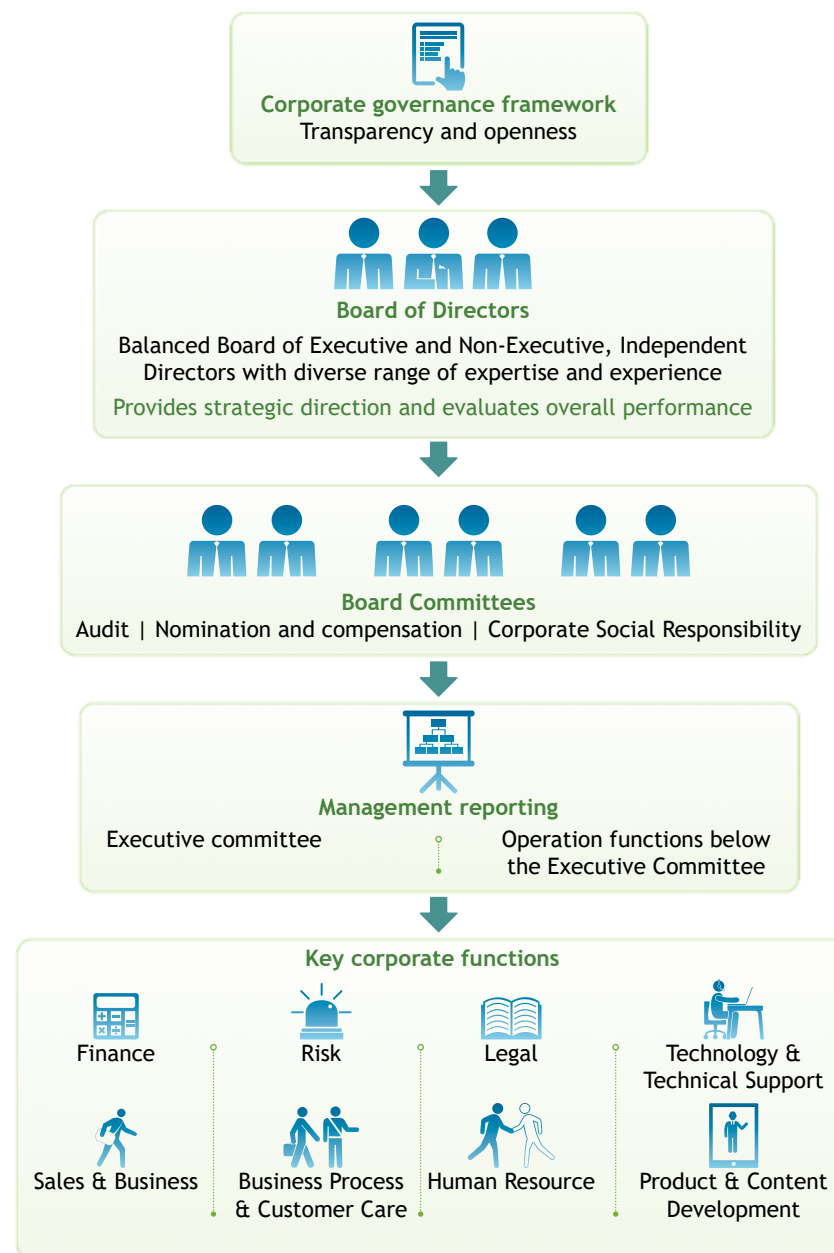 Corporate governance framework
Transparency and openness
Board of Directors
Balanced Board of Executive and Non-Executive, Independent
Directors with diverse range of expertise and experience
Provides strategic direction and evaluates overall performance
Board Committees
Audit | Nomination and compensation | Corporate Social Responsibility
Management reporting
Executive committee
Operation functions below
the Executive Committee
Key corporate functions
Finance
Risk
Legal
Technology &
Technical Support
Sales & Business
Business Process
& Customer Care
Human Resource
Product & Content
Development